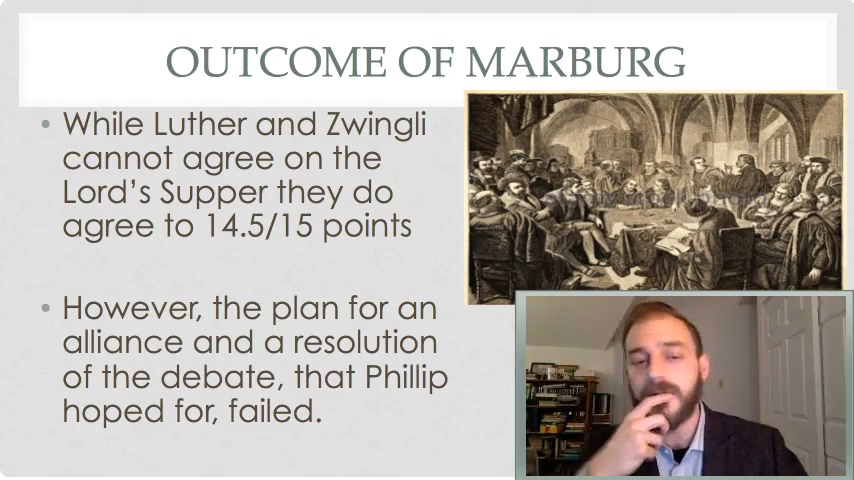 OUTCOME OF MARBURG
While Luther and Zwingli
cannot agree on the
Lord's Supper they do
agree to 14.5/15 points
However, the plan for an
alliance and a resolution
of the debate, that Phillip
hoped for, failed.